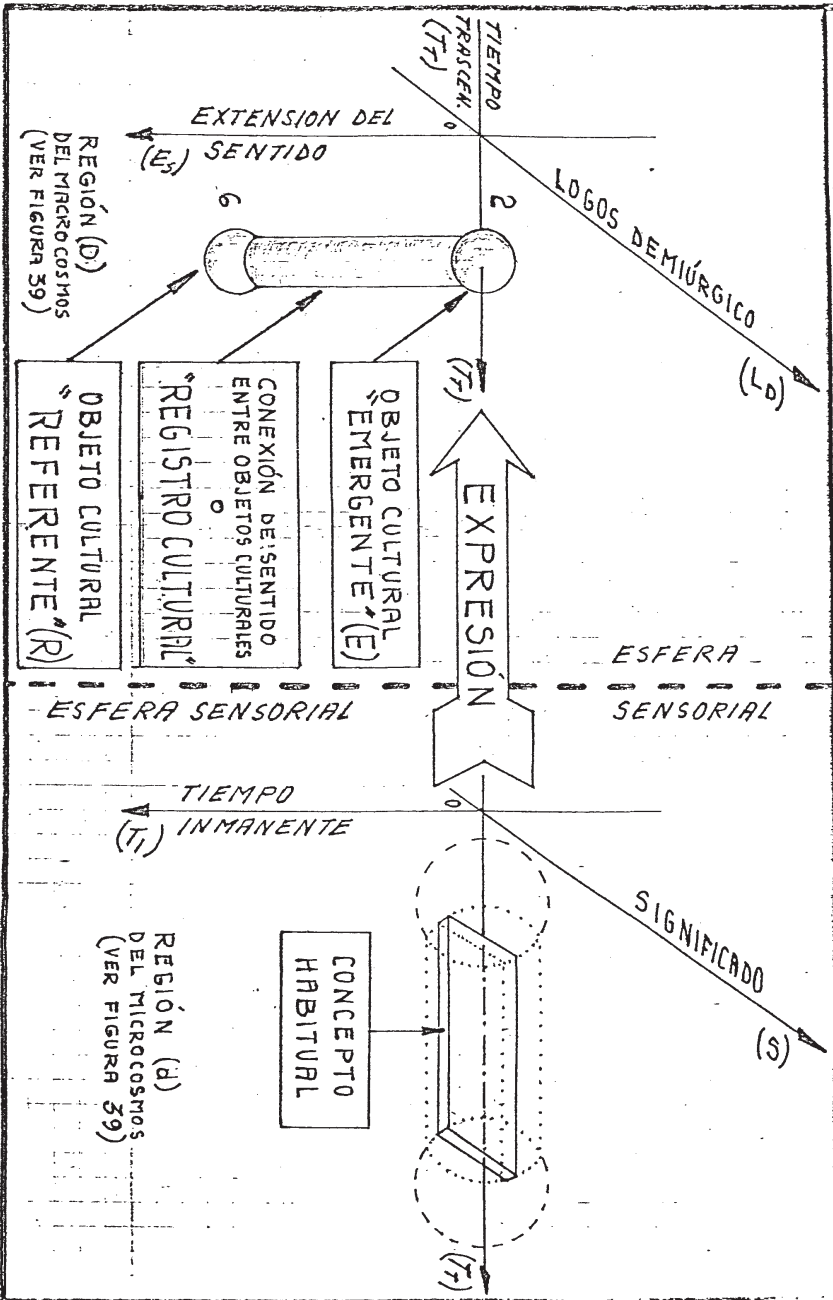 TIEMPO
TRASCEN.
(TT)
0
EXTENSION DEL
SENTIDO
(ES)
LOGOS DEMIÚRGICO
(LD)
2
6
(TT)
REGIÓN (D)
DEL MACROCOSMOS
(VER FIGURA 39)
OBJETO CULTURAL
"EMERGENTE" (E)
CONEXIÓN DE SENTIDO
ENTRE OBJETOS CULTURALES
O
"REGISTRO CULTURAL"
OBJETO CULTURAL
"REFERENTE" (R)
EXPRESIÓN
ESFERA
SENSORIAL
ESFERA SENSORIAL
0
TIEMPO
INMANENTE
(TI)
SIGNIFICADO
(S)
CONCEPTO
HABITUAL
(TT)
REGIÓN (d)
DEL MICROCOSMOS
(VER FIGURA 39)